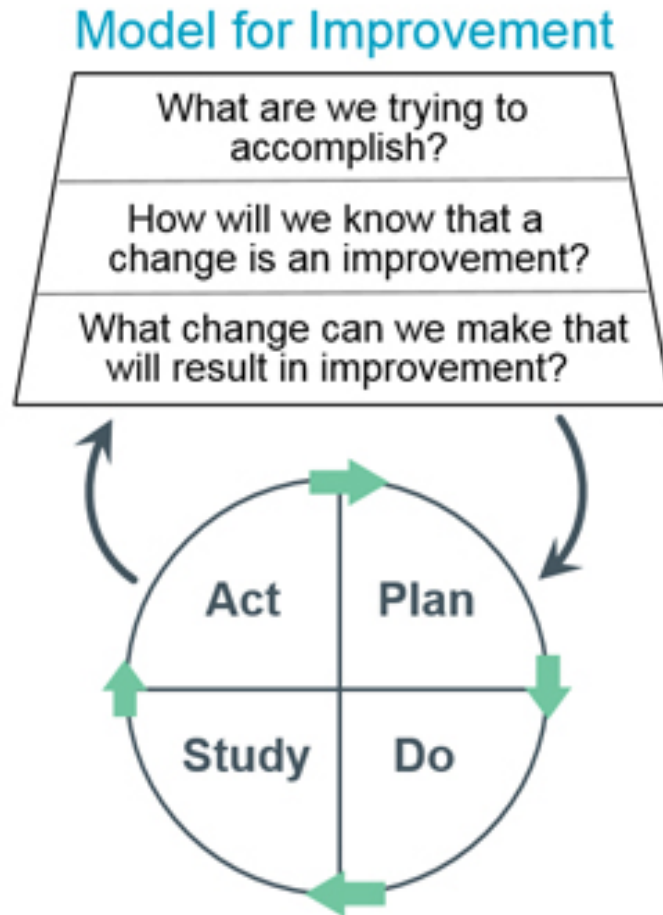 Model for Improvement
What are we trying to
accomplish?
How will we know that a
change is an improvement?
What change can we make that
will result in improvement?
Act
Plan
Study
Do